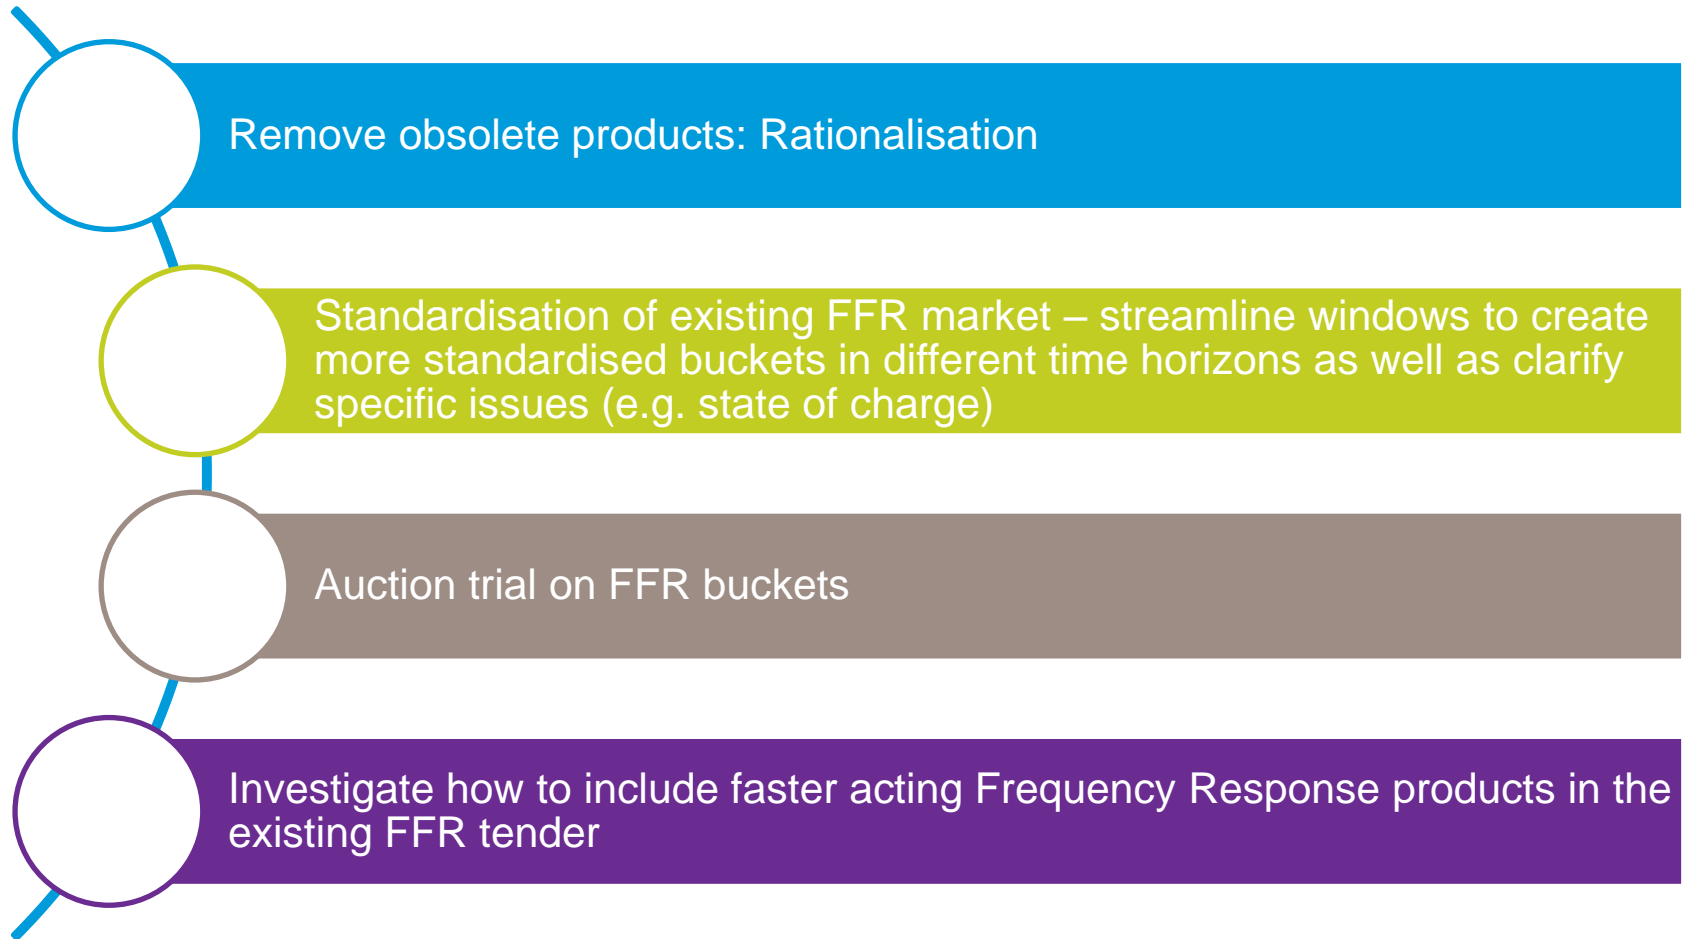 Remove obsolete products: Rationalisation
Standardisation of existing FFR market – streamline windows to create
more standardised buckets in different time horizons as well as clarify
specific issues (e.g. state of charge)
Auction trial on FFR buckets
Investigate how to include faster acting Frequency Response products in the
existing FFR tender